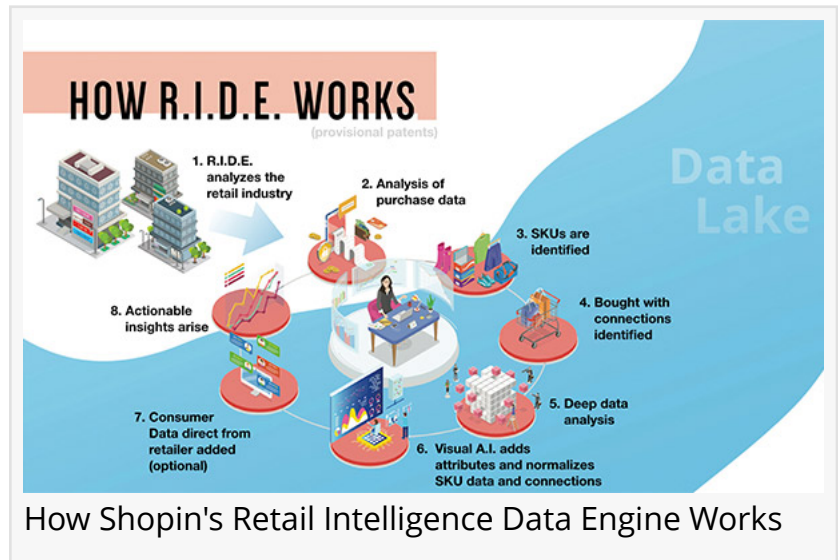 HOW R.I.D.E. WORKS
(provisional patents)
1. R.I.D.E.
analyzes the
retail industry
2. Analysis of
purchase data
Data
Lake
3. SKUs are
identified
4. Bought with
connections
identified
5. Deep data
analysis
6. Visual A.I. adds
attributes and normalizes
SKU data and connections
7. Consumer
Data direct from
retailer added
(optional)
8. Actionable
insights arise
How Shopin's Retail Intelligence Data Engine Works